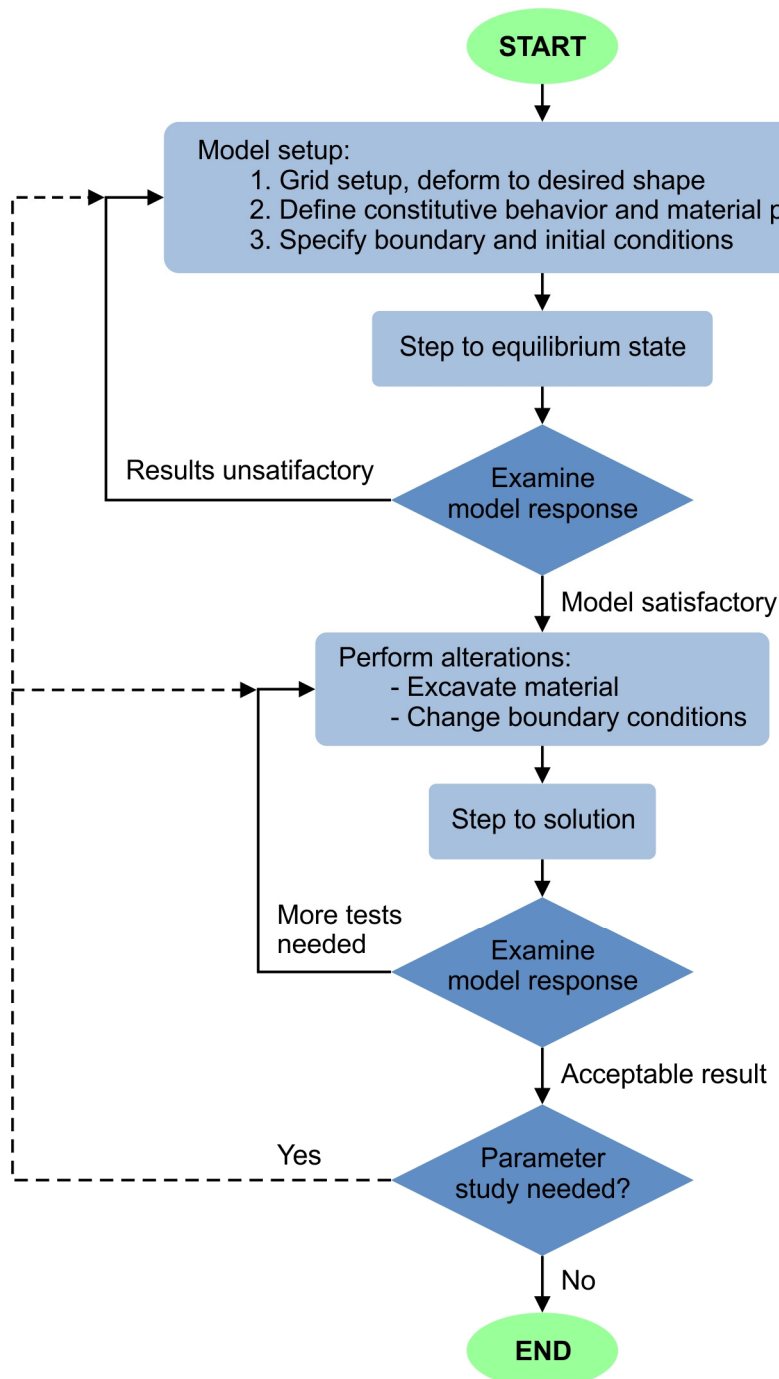 START
Model setup:
1. Grid setup, deform to desired shape
2. Define constitutive behavior and material p
3. Specify boundary and initial conditions
Step to equilibrium state
Results unsatifactory
Examine
model response
Model satisfactory
Perform alterations:
- Excavate material
- Change boundary conditions
Step to solution
More tests
needed
Examine
model response
Acceptable result
Yes
Parameter
study needed?
No
END